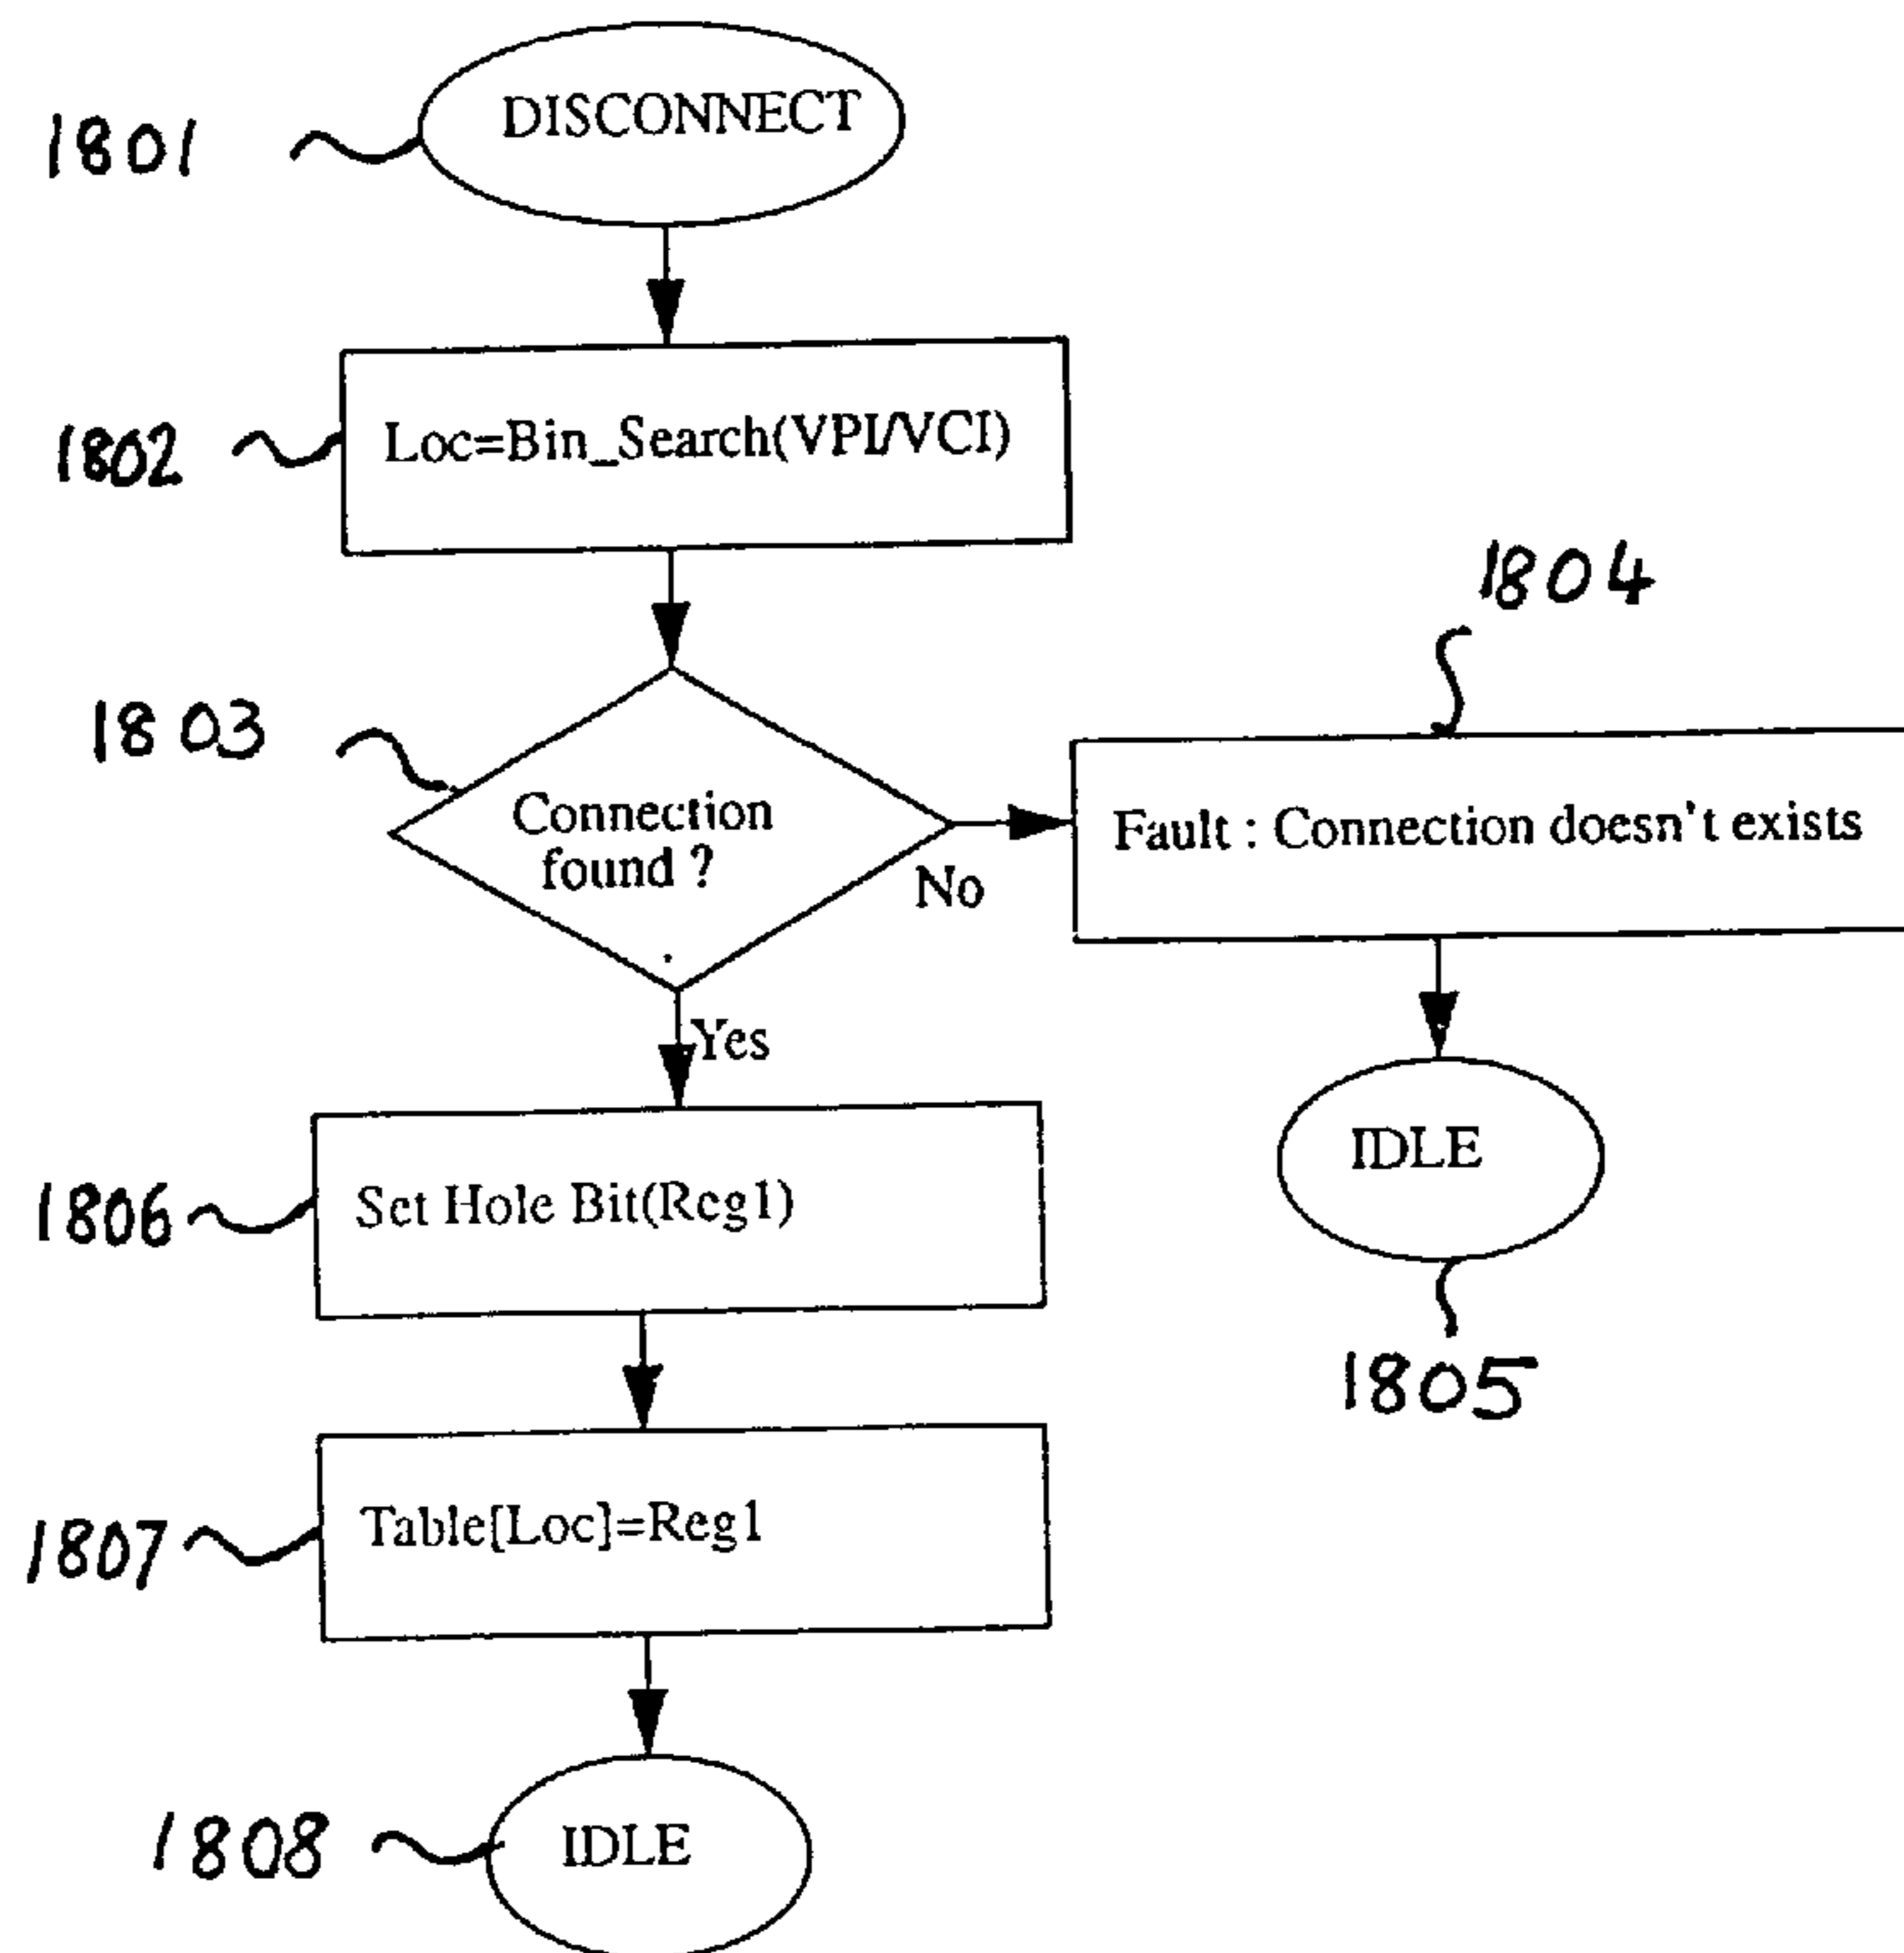 1801
DISCONNECT
1802
Loc=Bin_Search(VPI/VCI)
1803
Connection
found ?
No
1804
Fault : Connection doesn't exists
IDLE
1805
Yes
1806
Set Hole Bit(Reg1)
1807
Table[Loc]=Reg1
1808
IDLE